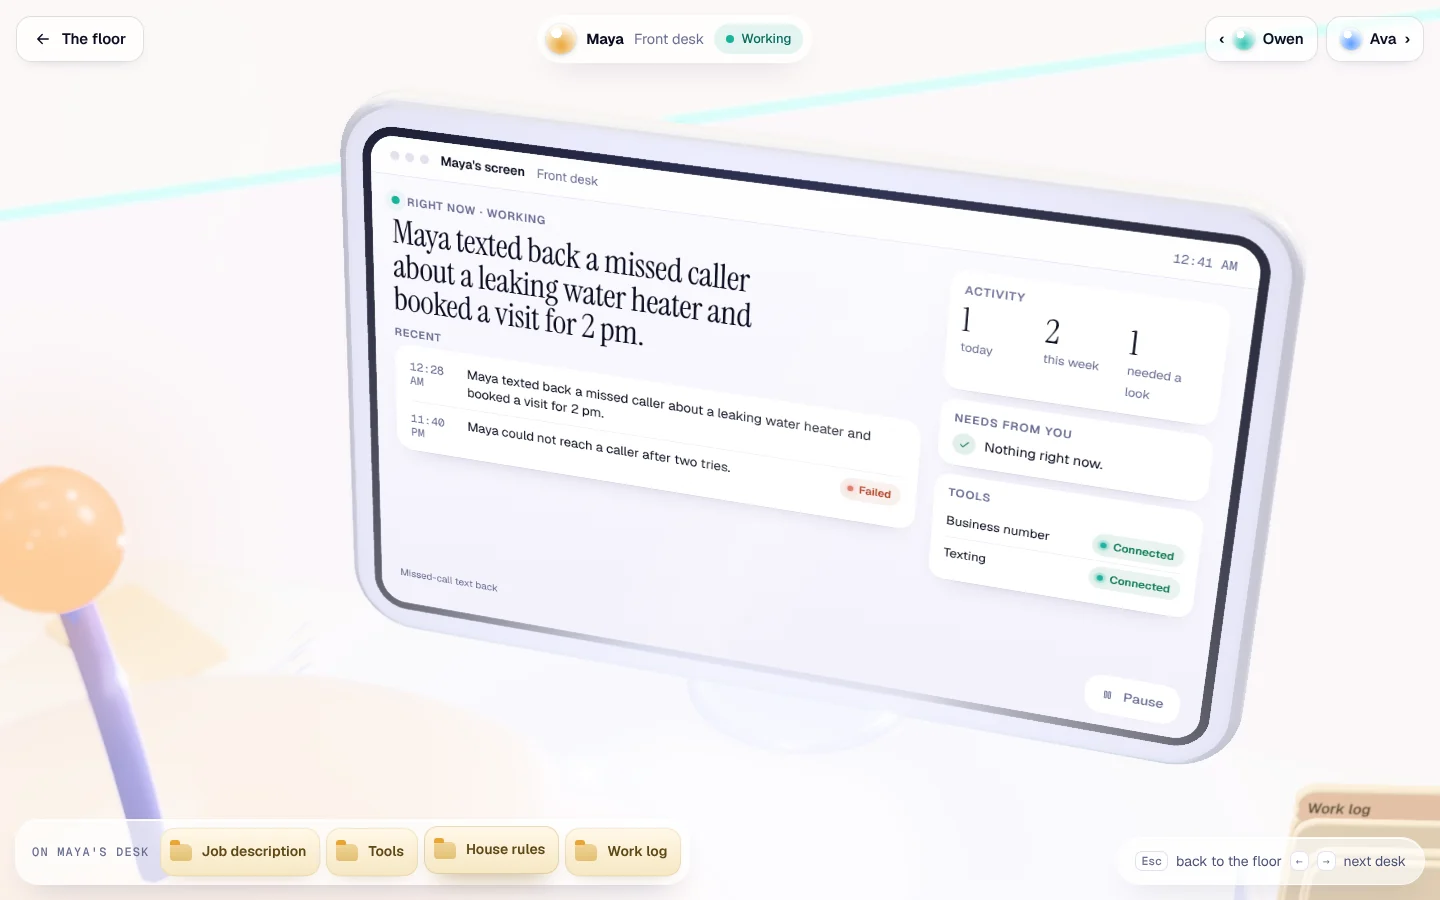 ← The floor
Maya Front desk Working
‹ Owen
Ava ›
Maya's screen Front desk
12:41 AM
RIGHT NOW · WORKING
Maya texted back a missed caller
about a leaking water heater and
booked a visit for 2 pm.
RECENT
12:28
AM
Maya texted back a missed caller about a leaking water heater and
booked a visit for 2 pm.
11:40
PM
Maya could not reach a caller after two tries.
Failed
Missed-call text back
ACTIVITY
1
today
2
this week
1
needed a
look
NEEDS FROM YOU
Nothing right now.
TOOLS
Business number Connected
Texting Connected
Pause
ON MAYA'S DESK Job description Tools House rules Work log
Work log
Esc back to the floor ← → next desk